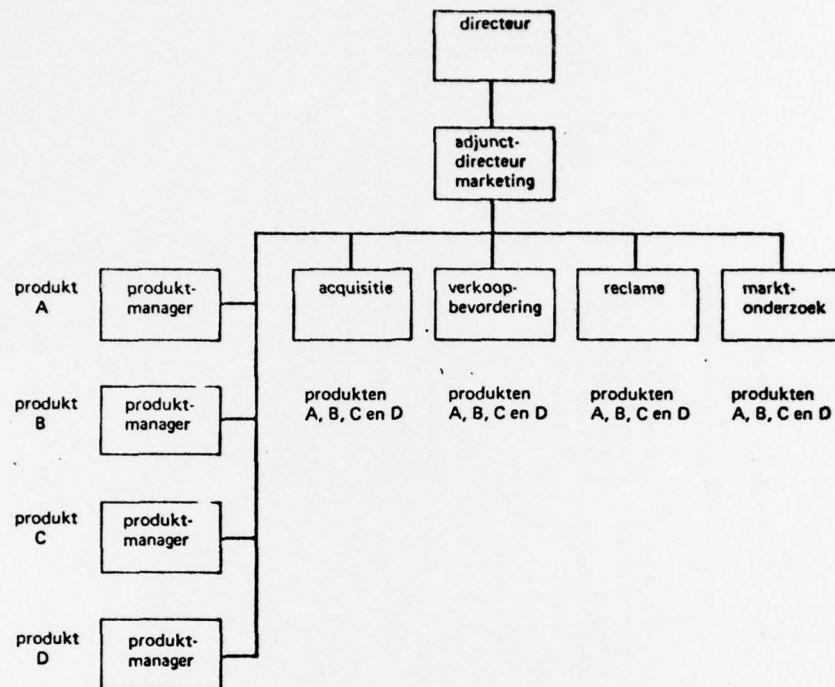 directeur
adjunct-
directeur
marketing
produkt
A
produkt-
manager
acquisitie
verkoop-
bevordering
reclame
markt-
onderzoek
produkt
B
produkt-
manager
produkten
A, B, C en D
produkten
A, B, C en D
produkten
A, B, C en D
produkten
A, B, C en D
produkt
C
produkt-
manager
produkt
D
produkt-
manager